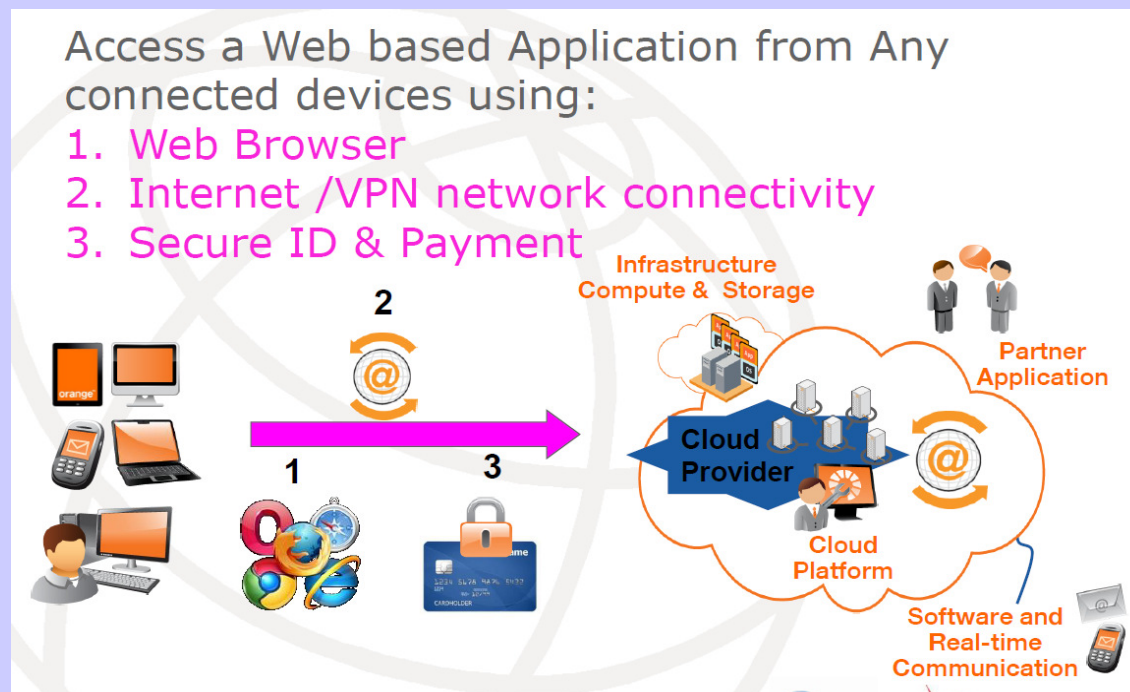 Access a Web based Application from Any
connected devices using:
1. Web Browser
2. Internet /VPN network connectivity
3. Secure ID & Payment
Infrastructure
Compute & Storage
2
@
Partner
Application
orange
Cloud
Provider
@
1
3
Cloud
Platform
CARDHOLDER
Software and
Real-time
Communication